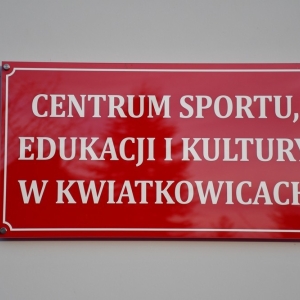 CENTRUM SPORTU,
EDUKACJI I KULTURY
W KWIATKOWICACH